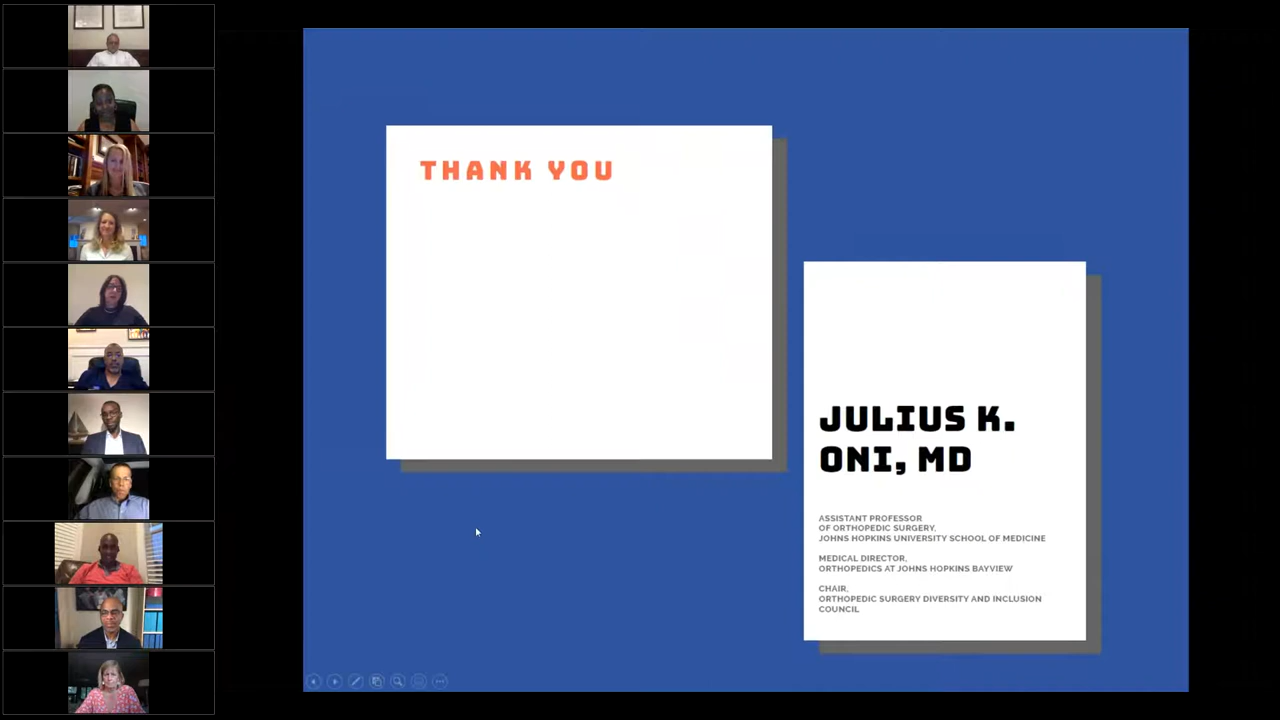 THANK YOU
JULIUS K.
ONI, MD
ASSISTANT PROFESSOR
OF ORTHOPEDIC SURGERY,
JOHNS HOPKINS UNIVERSITY SCHOOL OF MEDICINE
MEDICAL DIRECTOR,
ORTHOPEDICS AT JOHNS HOPKINS BAYVIEW
CHAIR,
ORTHOPEDIC SURGERY DIVERSITY AND INCLUSION
COUNCIL